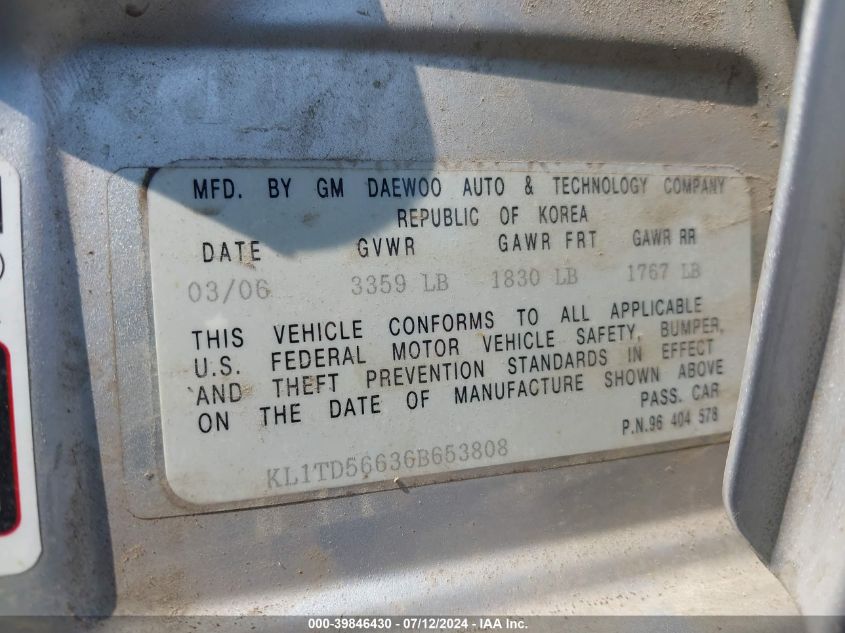 MFD. BY GM DAEWOO AUTO & TECHNOLOGY COMPANY
REPUBLIC OF KOREA
DATE GVWR GAWR FRT GAWR RR
03/06 3359 LB 1830 LB 1767 LB
THIS VEHICLE CONFORMS TO ALL APPLICABLE
U.S. FEDERAL MOTOR VEHICLE SAFETY, BUMPER,
AND THEFT PREVENTION STANDARDS IN EFFECT
ON THE DATE OF MANUFACTURE SHOWN ABOVE
PASS. CAR
P.N.96 404 578
KL1TD56636B653808
000-39846430 - 07/12/2024 - IAA Inc.